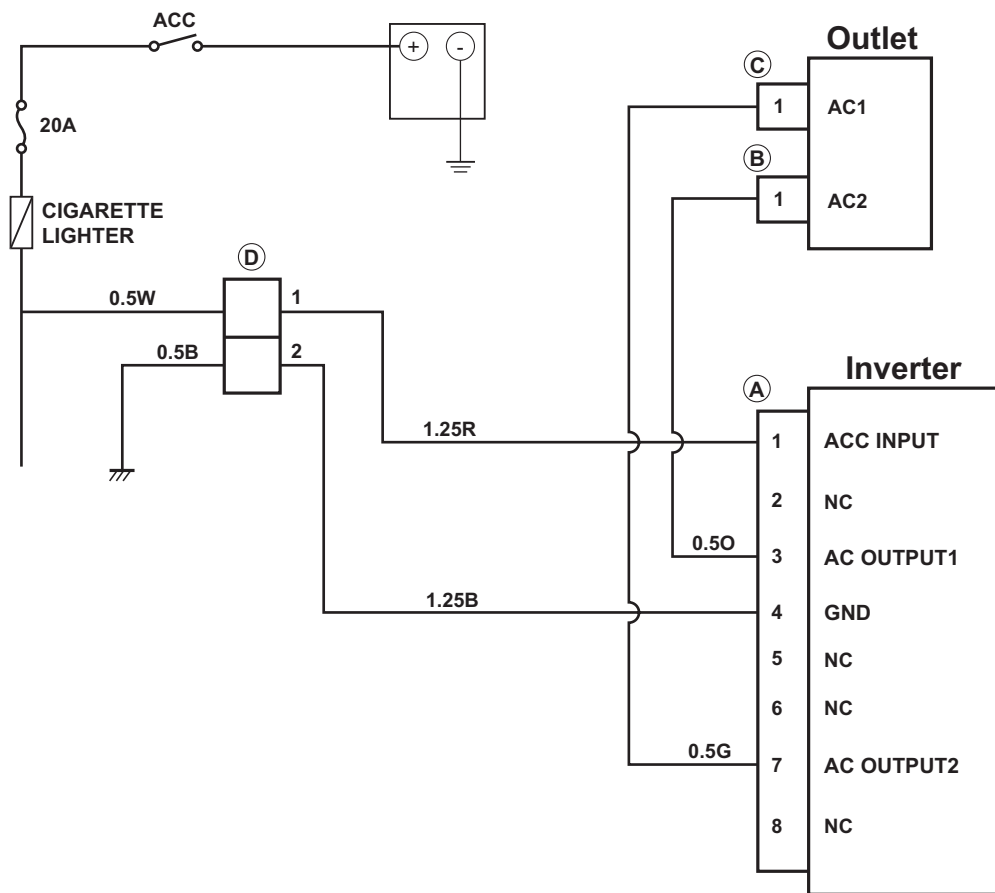 ACC
+ -
20A
CIGARETTE
LIGHTER
D
0.5W
1
0.5B
2
1.25R
1.25B
Outlet
C
1 AC1
B
1 AC2
Inverter
A
1 ACC INPUT
2 NC
0.5O
3 AC OUTPUT1
4 GND
5 NC
6 NC
0.5G
7 AC OUTPUT2
8 NC